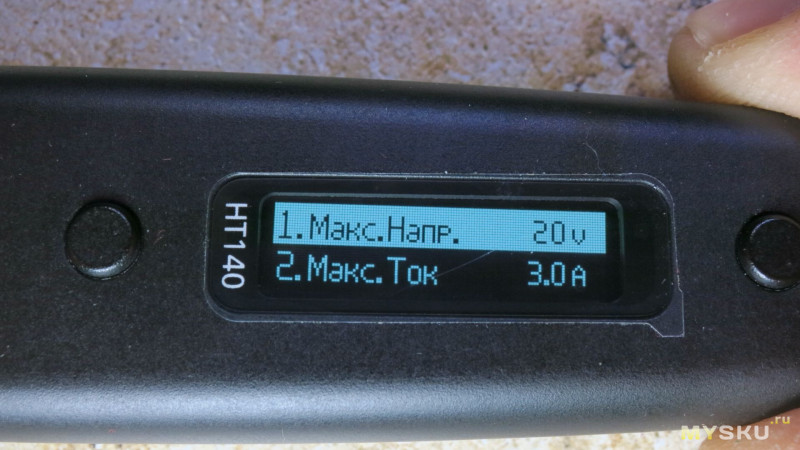 HT140
1.Макс.Напр. 20v
2.Макс.Ток 3.0A
MYSKU.ru